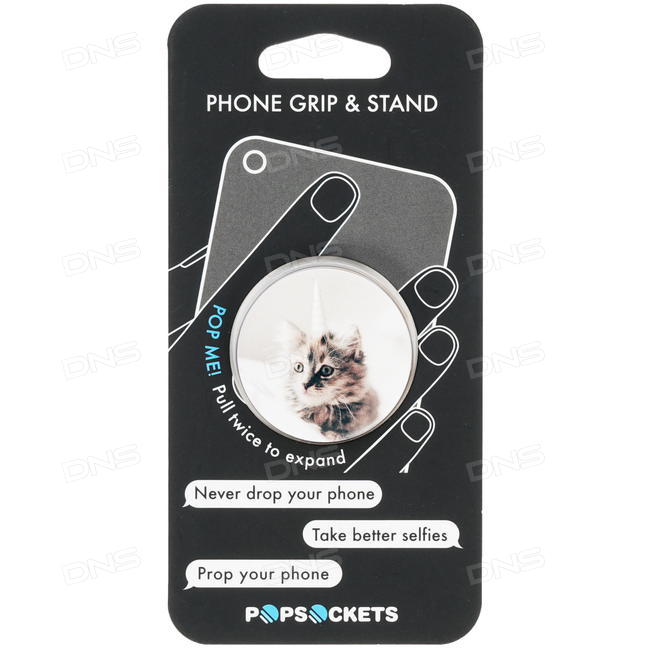 PHONE GRIP & STAND
POP ME! Pull twice to expand
Never drop your phone
Take better selfies
Prop your phone
POPSOCKETS
DNS